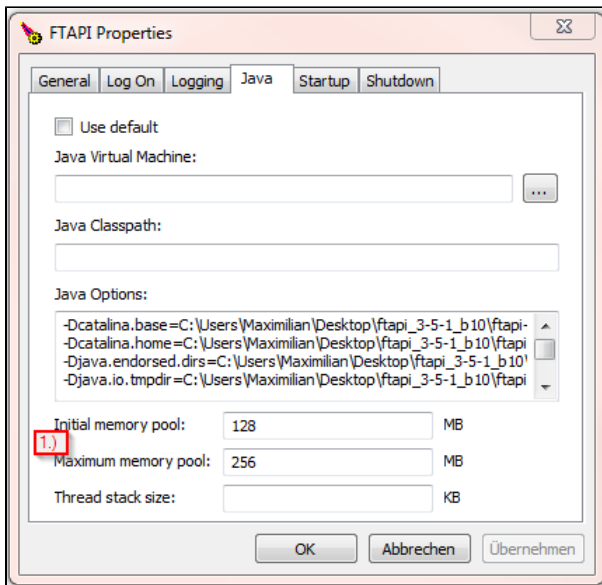 FTAPI Properties
General Log On Logging Java Startup Shutdown
Use default
Java Virtual Machine:
...
Java Classpath:
Java Options:
-Dcatalina.base=C:\Users\Maximilian\Desktop\ftapi_3-5-1_b10\ftapi-
-Dcatalina.home=C:\Users\Maximilian\Desktop\ftapi_3-5-1_b10\ftapi
-Djava.endorsed.dirs=C:\Users\Maximilian\Desktop\ftapi_3-5-1_b10\
-Djava.io.tmpdir=C:\Users\Maximilian\Desktop\ftapi_3-5-1_b10\ftapi
Initial memory pool: 128 MB
1.)
Maximum memory pool: 256 MB
Thread stack size: KB
OK Abbrechen Übernehmen